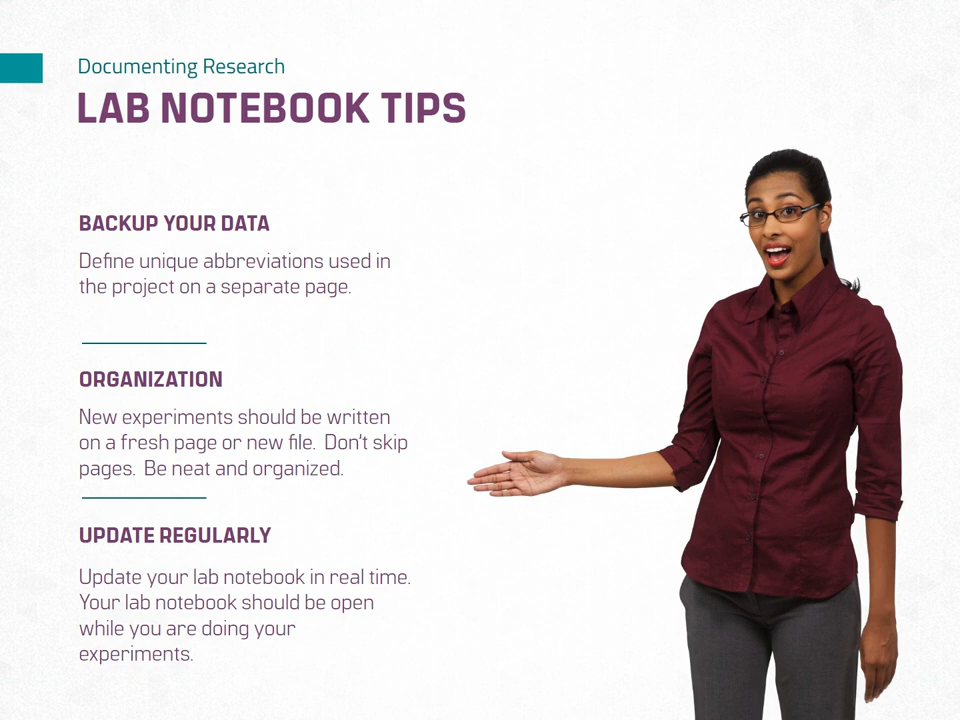 Documenting Research
LAB NOTEBOOK TIPS
BACKUP YOUR DATA
Define unique abbreviations used in
the project on a separate page.
ORGANIZATION
New experiments should be written
on a fresh page or new file.  Don't skip
pages.  Be neat and organized.
UPDATE REGULARLY
Update your lab notebook in real time.
Your lab notebook should be open
while you are doing your
experiments.